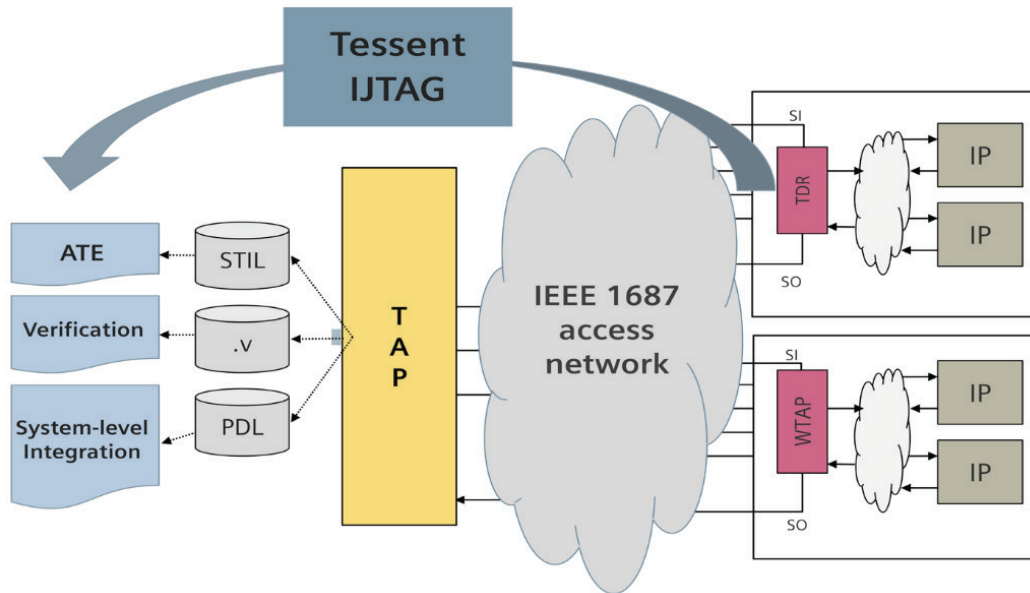 Tessent
IJTAG
ATE
STIL
Verification
.v
System-level
Integration
PDL
T
A
P
IEEE 1687
access
network
SI
TDR
SO
IP
IP
SI
WTAP
SO
IP
IP